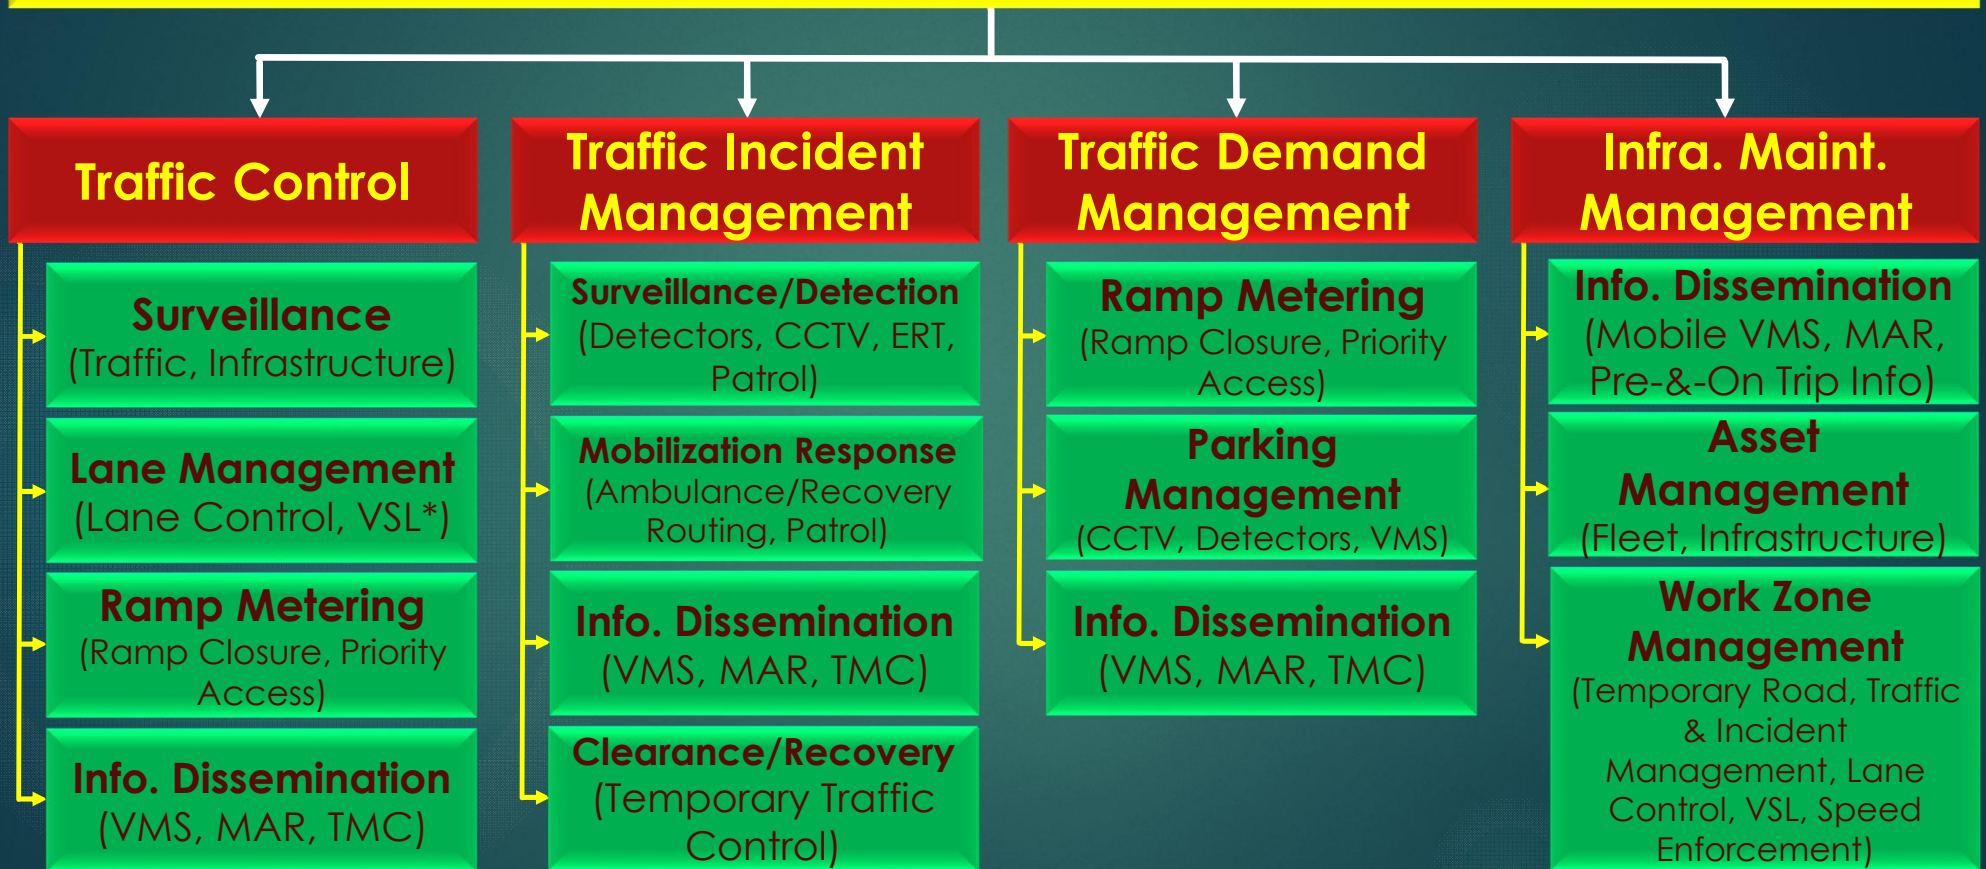 Traffic Control
Surveillance
(Traffic, Infrastructure)
Lane Management
(Lane Control, VSL*)
Ramp Metering
(Ramp Closure, Priority
Access)
Info. Dissemination
(VMS, MAR, TMC)
Traffic Incident
Management
Surveillance/Detection
(Detectors, CCTV, ERT,
Patrol)
Mobilization Response
(Ambulance/Recovery
Routing, Patrol)
Info. Dissemination
(VMS, MAR, TMC)
Clearance/Recovery
(Temporary Traffic
Control)
Traffic Demand
Management
Ramp Metering
(Ramp Closure, Priority
Access)
Parking
Management
(CCTV, Detectors, VMS)
Info. Dissemination
(VMS, MAR, TMC)
Infra. Maint.
Management
Info. Dissemination
(Mobile VMS, MAR,
Pre-&-On Trip Info)
Asset
Management
(Fleet, Infrastructure)
Work Zone
Management
(Temporary Road, Traffic
& Incident
Management, Lane
Control, VSL, Speed
Enforcement)